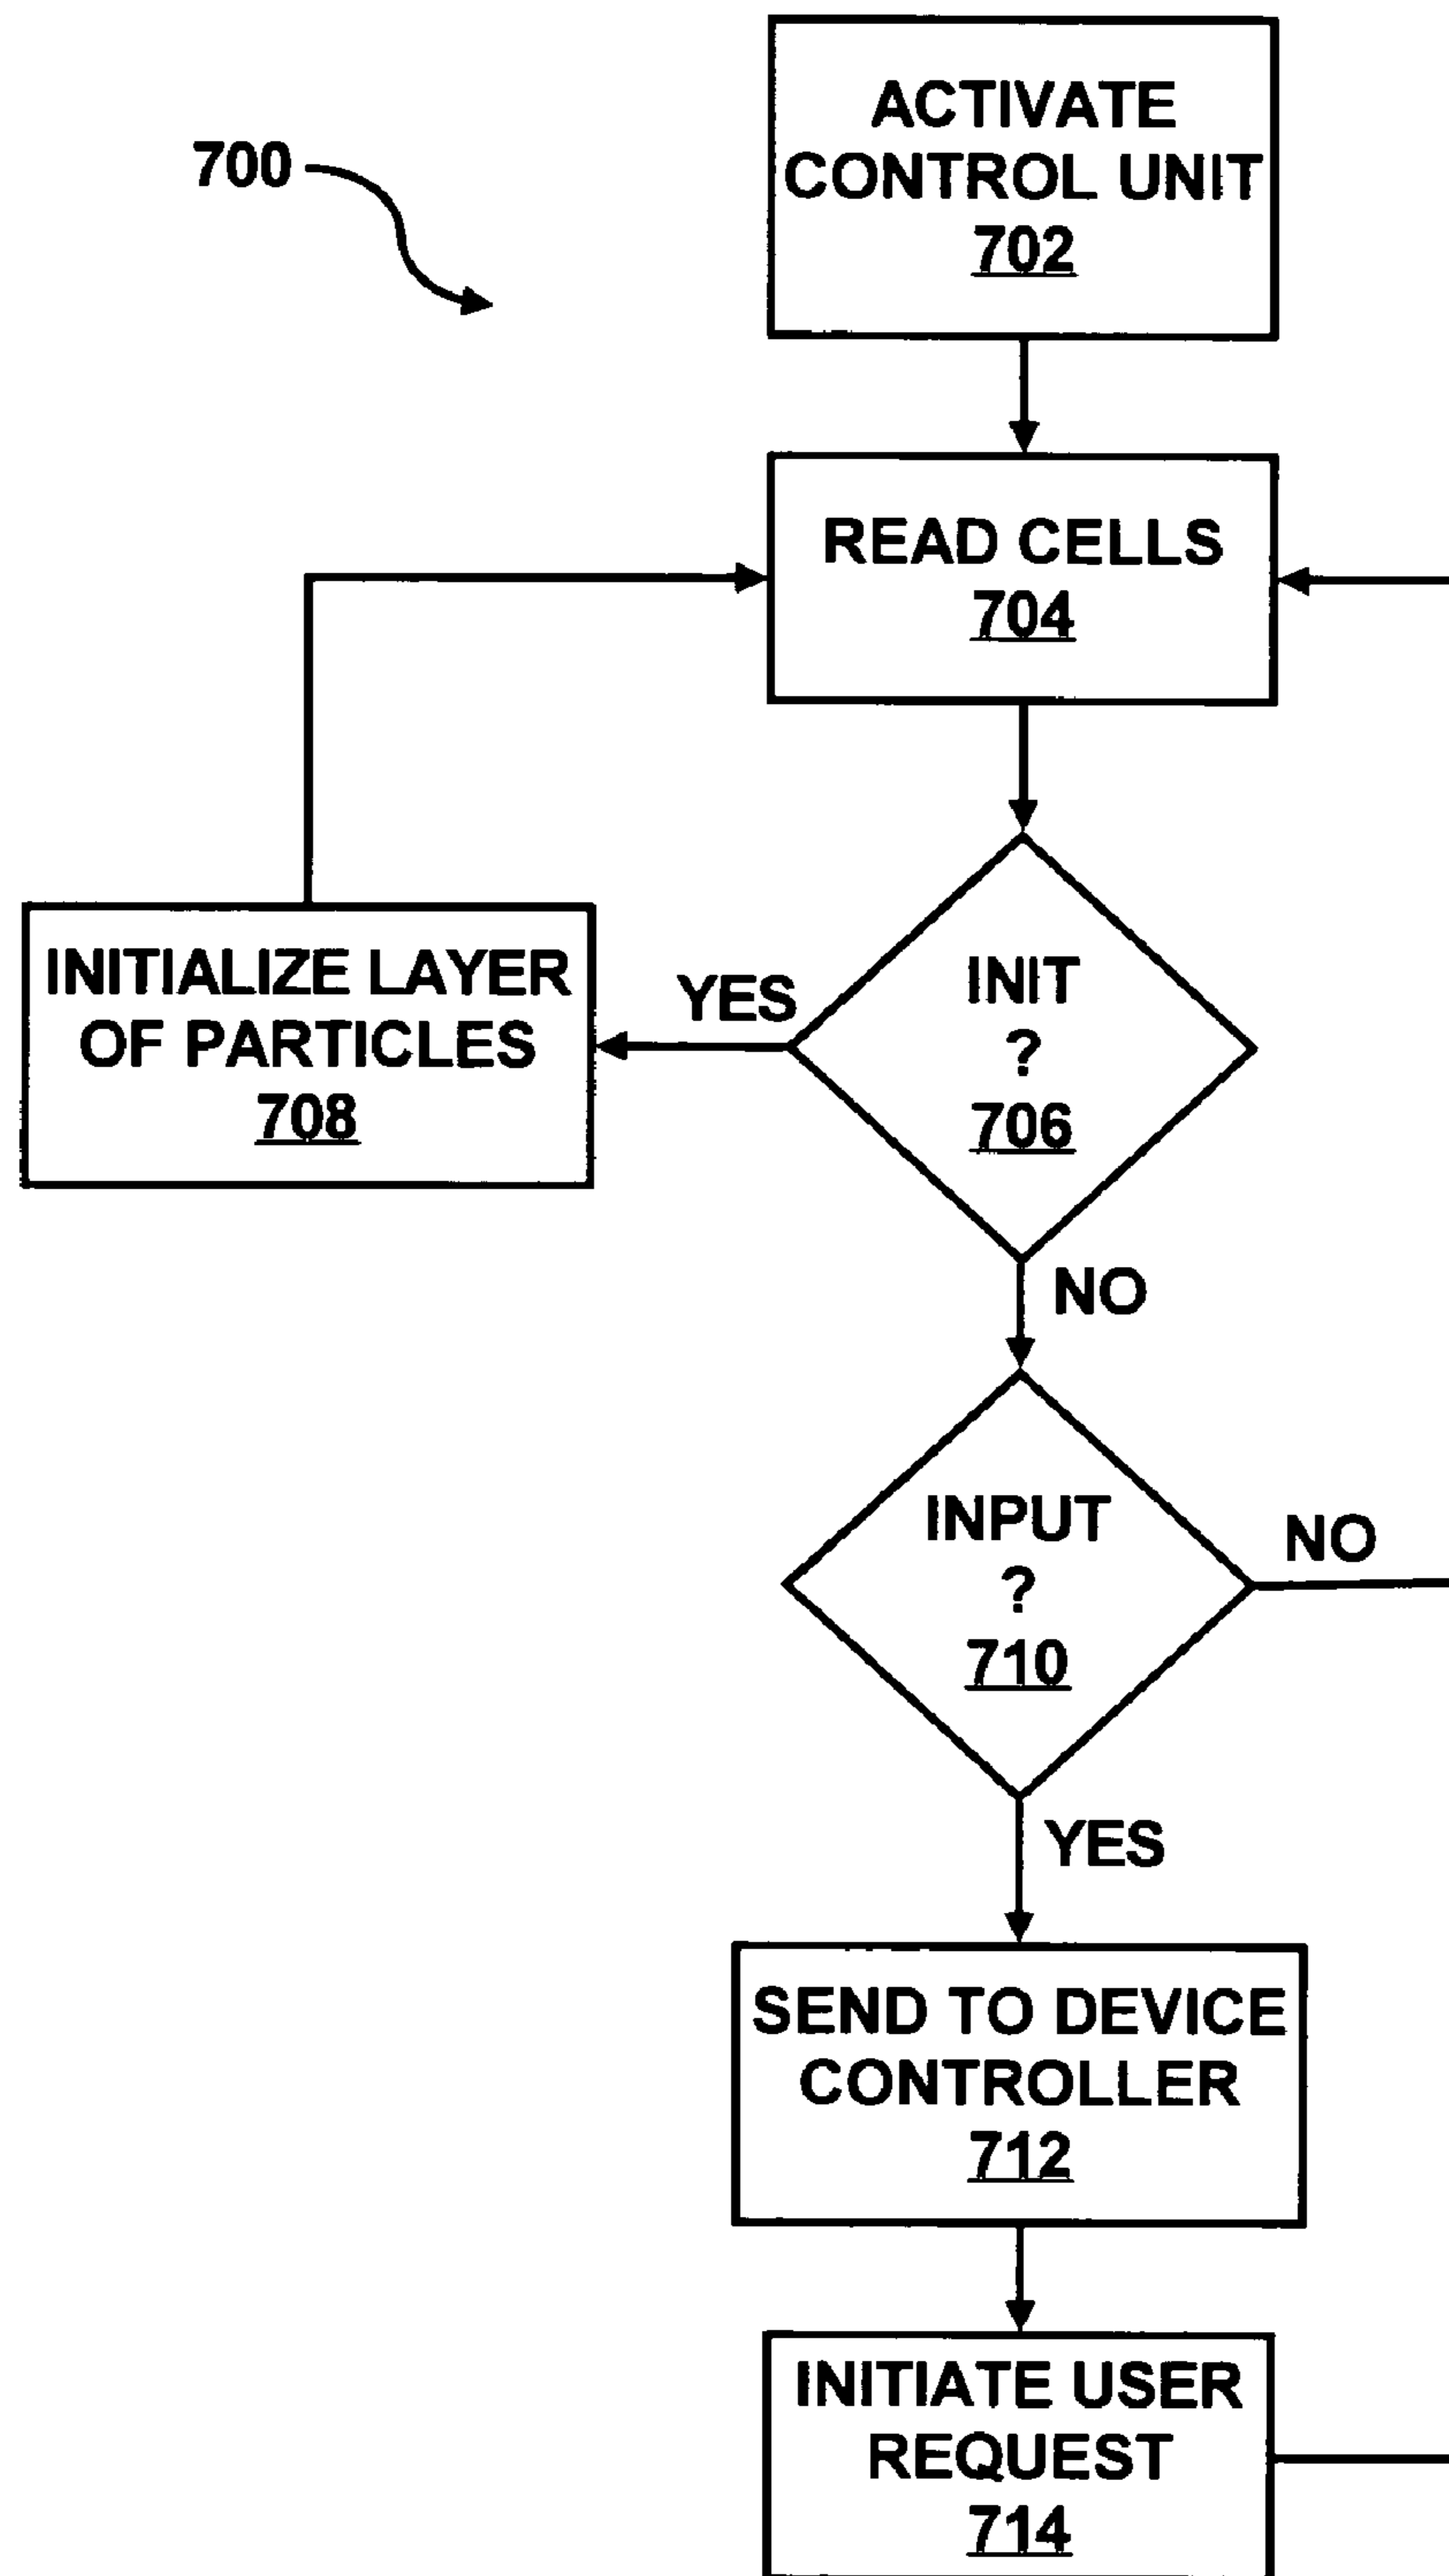 700
ACTIVATE
CONTROL UNIT
702
READ CELLS
704
INIT
?
706
YES
INITIALIZE LAYER
OF PARTICLES
708
NO
INPUT
?
710
NO
YES
SEND TO DEVICE
CONTROLLER
712
INITIATE USER
REQUEST
714